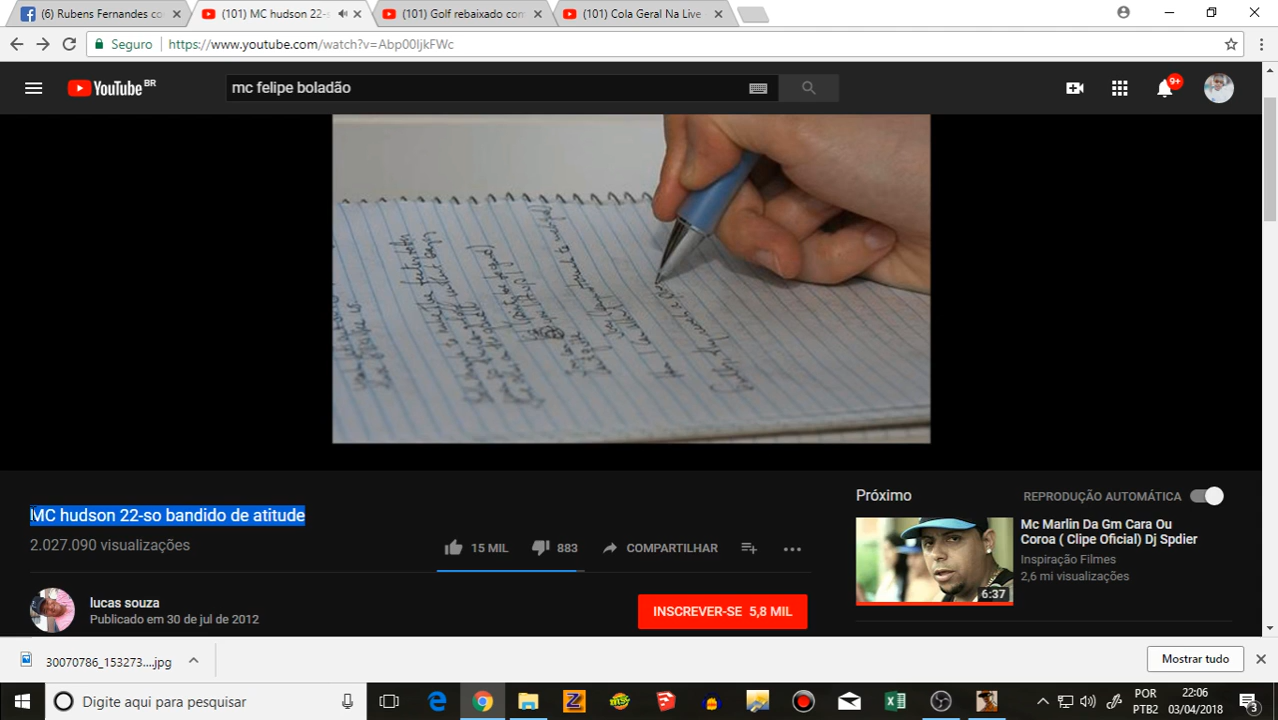 (6) Rubens Fernandes co
(101) MC hudson 22-
(101) Golf rebaixado com
(101) Cola Geral Na Live
Seguro
https://www.youtube.com/watch?v=Abp00IjkFWc
YouTube BR
mc felipe boladão
9+
MC hudson 22-so bandido de atitude
2.027.090 visualizações
15 MIL
883
COMPARTILHAR
lucas souza
Publicado em 30 de jul de 2012
INSCREVER-SE 5,8 MIL
Próximo
REPRODUÇÃO AUTOMÁTICA
Mc Marlin Da Gm Cara Ou
Coroa ( Clipe Oficial) Dj Spdier
Inspiração Filmes
2,6 mi visualizações
6:37
30070786_153273....jpg
Mostrar tudo
Digite aqui para pesquisar
POR
PTB2
22:06
03/04/2018
3